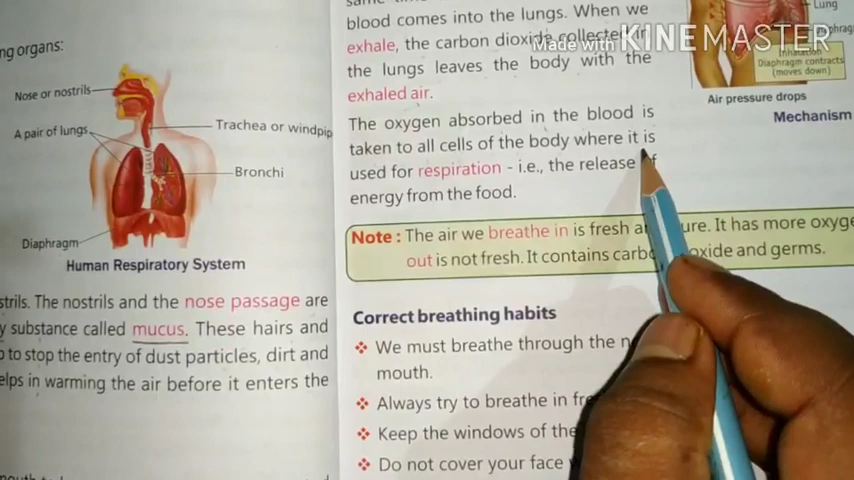 ng organs:
Nose or nostrils
A pair of lungs
Trachea or windpip
Bronchi
Diaphragm
Human Respiratory System
strils. The nostrils and the nose passage are
y substance called mucus. These hairs and
to stop the entry of dust particles, dirt and
elps in warming the air before it enters the
blood comes into the lungs. When we
exhale, the carbon dioxide collected in
the lungs leaves the body with the
exhaled air.
The oxygen absorbed in the blood is
taken to all cells of the body where it is
used for respiration - i.e., the release of
energy from the food.
Note : The air we breathe in is fresh and pure. It has more oxyge
out is not fresh. It contains carbon dioxide and germs.
Correct breathing habits
We must breathe through the n
mouth.
Always try to breathe in fre
Keep the windows of the
Do not cover your face
Lung
phrag
Inhalation
Diaphragm contracts
(moves down)
Air pressure drops
Mechanism
Made with KINEMASTER